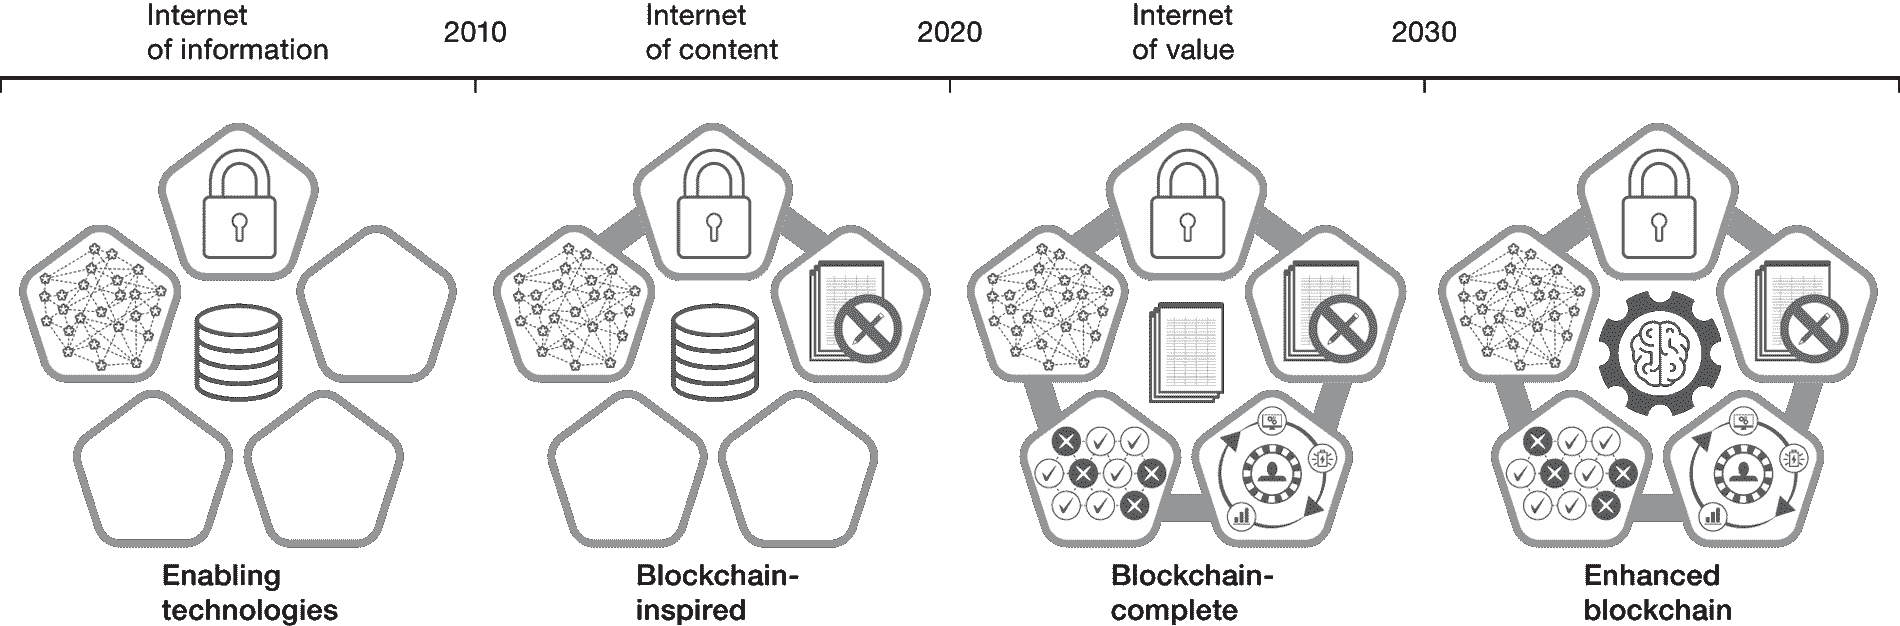 Internet
of information
2010
Internet
of content
2020
Internet
of value
2030
Enabling
technologies
Blockchain-
inspired
Blockchain-
complete
Enhanced
blockchain